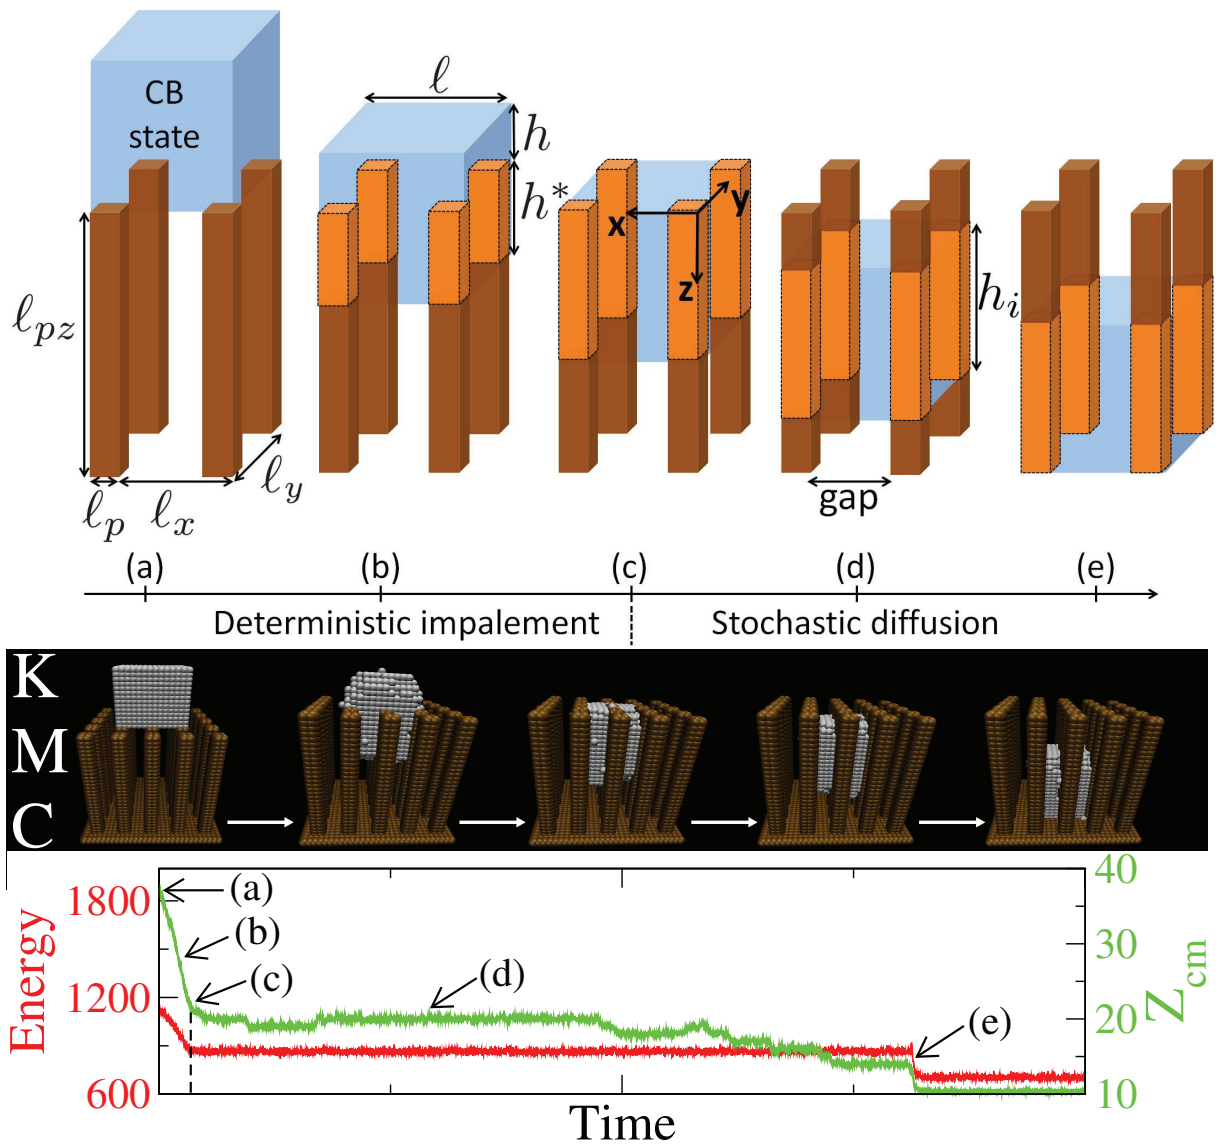 CB
state
ℓ
h
h*
x
y
z
ℓpz
hi
ℓy
gap
ℓp
ℓx
(a)
(b)
(c)
(d)
(e)
Deterministic impalement
Stochastic diffusion
K
M
C
40
1800
(a)
(b)
30
(c)
(d)
1200
20
(e)
600
10
Energy
Zcm
Time